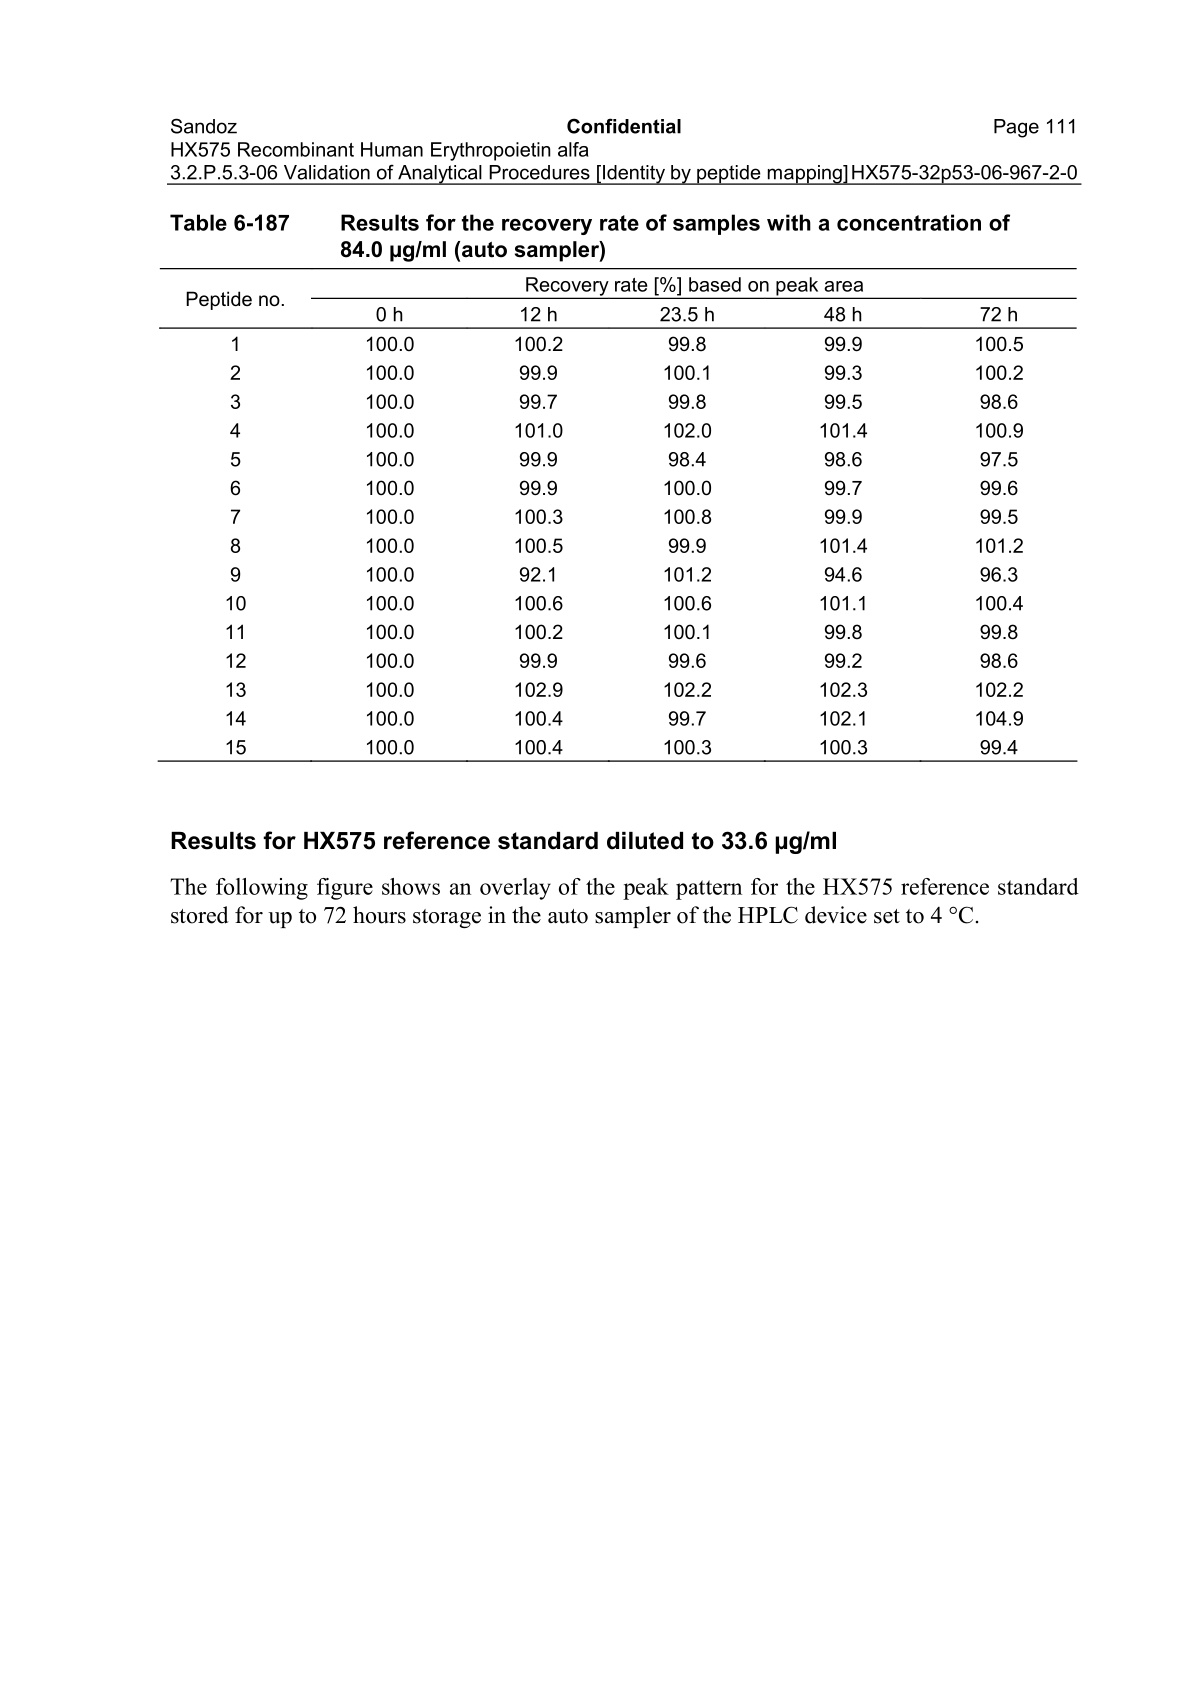 Sandoz Confidential Page 111
HX575 Recombinant Human Erythropoietin alfa
3.2.P.5.3-06 Validation of Analytical Procedures [Identity by peptide mapping] HX575-32p53-06-967-2-0
Table 6-187 Results for the recovery rate of samples with a concentration of
84.0 µg/ml (auto sampler)
Peptide no. Recovery rate [%] based on peak area
0 h 12 h 23.5 h 48 h 72 h
1 100.0 100.2 99.8 99.9 100.5
2 100.0 99.9 100.1 99.3 100.2
3 100.0 99.7 99.8 99.5 98.6
4 100.0 101.0 102.0 101.4 100.9
5 100.0 99.9 98.4 98.6 97.5
6 100.0 99.9 100.0 99.7 99.6
7 100.0 100.3 100.8 99.9 99.5
8 100.0 100.5 99.9 101.4 101.2
9 100.0 92.1 101.2 94.6 96.3
10 100.0 100.6 100.6 101.1 100.4
11 100.0 100.2 100.1 99.8 99.8
12 100.0 99.9 99.6 99.2 98.6
13 100.0 102.9 102.2 102.3 102.2
14 100.0 100.4 99.7 102.1 104.9
15 100.0 100.4 100.3 100.3 99.4
Results for HX575 reference standard diluted to 33.6 µg/ml
The following figure shows an overlay of the peak pattern for the HX575 reference standard
stored for up to 72 hours storage in the auto sampler of the HPLC device set to 4 °C.